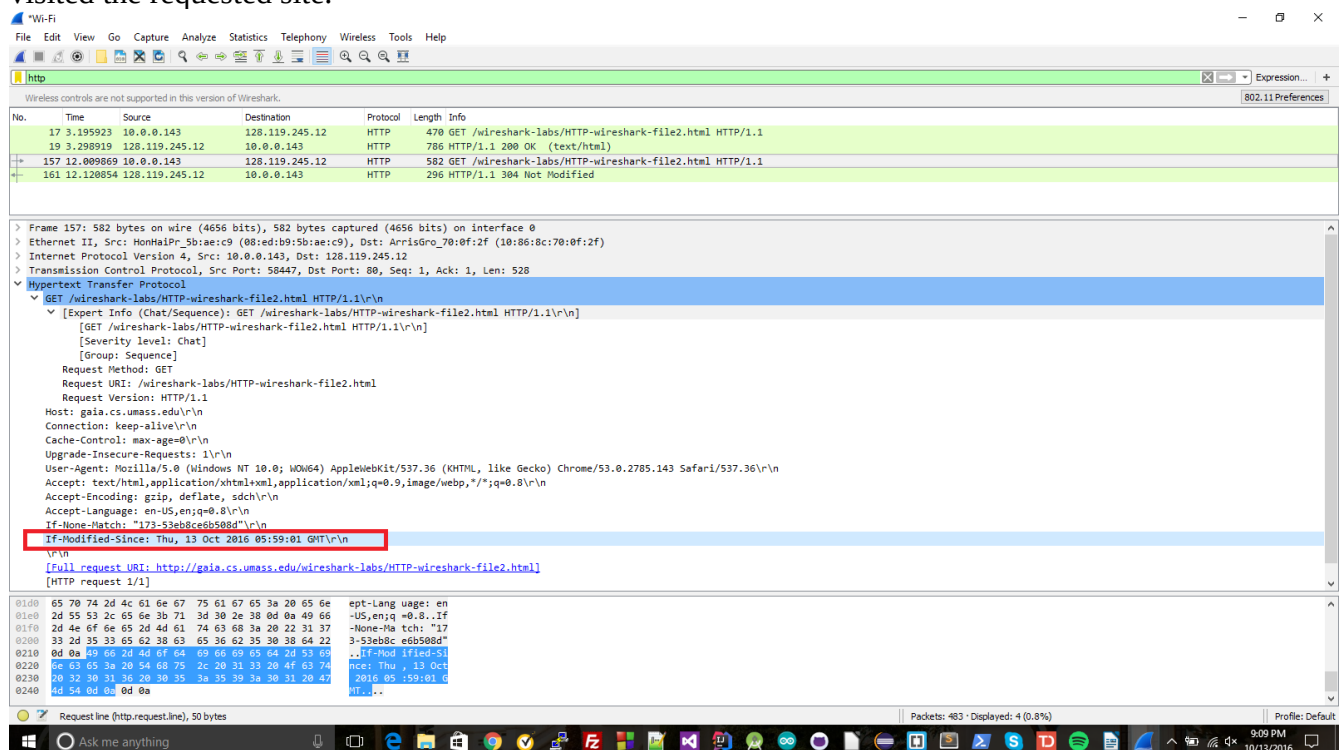 visited the requested site.
*Wi-Fi
File Edit View Go Capture Analyze Statistics Telephony Wireless Tools Help
http
Expression... +
Wireless controls are not supported in this version of Wireshark.
802.11 Preferences
No. Time Source Destination Protocol Length Info
17 3.195923 10.0.0.143 128.119.245.12 HTTP 470 GET /wireshark-labs/HTTP-wireshark-file2.html HTTP/1.1
19 3.298919 128.119.245.12 10.0.0.143 HTTP 786 HTTP/1.1 200 OK (text/html)
157 12.009869 10.0.0.143 128.119.245.12 HTTP 582 GET /wireshark-labs/HTTP-wireshark-file2.html HTTP/1.1
161 12.120854 128.119.245.12 10.0.0.143 HTTP 296 HTTP/1.1 304 Not Modified
> Frame 157: 582 bytes on wire (4656 bits), 582 bytes captured (4656 bits) on interface 0
> Ethernet II, Src: HonHaiPr_5b:ae:c9 (08:ed:b9:5b:ae:c9), Dst: ArrisGro_70:0f:2f (10:86:8c:70:0f:2f)
> Internet Protocol Version 4, Src: 10.0.0.143, Dst: 128.119.245.12
> Transmission Control Protocol, Src Port: 58447, Dst Port: 80, Seq: 1, Ack: 1, Len: 528
Hypertext Transfer Protocol
GET /wireshark-labs/HTTP-wireshark-file2.html HTTP/1.1\r\n
[Expert Info (Chat/Sequence): GET /wireshark-labs/HTTP-wireshark-file2.html HTTP/1.1\r\n]
[GET /wireshark-labs/HTTP-wireshark-file2.html HTTP/1.1\r\n]
[Severity level: Chat]
[Group: Sequence]
Request Method: GET
Request URI: /wireshark-labs/HTTP-wireshark-file2.html
Request Version: HTTP/1.1
Host: gaia.cs.umass.edu\r\n
Connection: keep-alive\r\n
Cache-Control: max-age=0\r\n
Upgrade-Insecure-Requests: 1\r\n
User-Agent: Mozilla/5.0 (Windows NT 10.0; WOW64) AppleWebKit/537.36 (KHTML, like Gecko) Chrome/53.0.2785.143 Safari/537.36\r\n
Accept: text/html,application/xhtml+xml,application/xml;q=0.9,image/webp,*/*;q=0.8\r\n
Accept-Encoding: gzip, deflate, sdch\r\n
Accept-Language: en-US,en;q=0.8\r\n
If-None-Match: "173-53eb8ce6b508d"\r\n
If-Modified-Since: Thu, 13 Oct 2016 05:59:01 GMT\r\n
\r\n
[Full request URI: http://gaia.cs.umass.edu/wireshark-labs/HTTP-wireshark-file2.html]
[HTTP request 1/1]
01d0 65 70 74 2d 4c 61 6e 67 75 61 67 65 3a 20 65 6e ept-Lang uage: en
01e0 2d 55 53 2c 65 6e 3b 71 3d 30 2e 38 0d 0a 49 66 -US,en;q =0.8..If
01f0 2d 4e 6f 6e 65 2d 4d 61 74 63 68 3a 20 22 31 37 -None-Ma tch: "17
0200 33 2d 35 33 65 62 38 63 65 36 62 35 30 38 64 22 3-53eb8c e6b508d"
0210 0d 0a 49 66 2d 4d 6f 64 69 66 69 65 64 2d 53 69 ..If-Mod ified-Si
0220 6e 63 65 3a 20 54 68 75 2c 20 31 33 20 4f 63 74 nce: Thu , 13 Oct
0230 20 32 30 31 36 20 30 35 3a 35 39 3a 30 31 20 47 2016 05 :59:01 G
0240 4d 54 0d 0a 0d 0a MT....
Request line (http.request.line), 50 bytes
Packets: 483 · Displayed: 4 (0.8%)
Profile: Default
Ask me anything
9:09 PM
10/13/2016